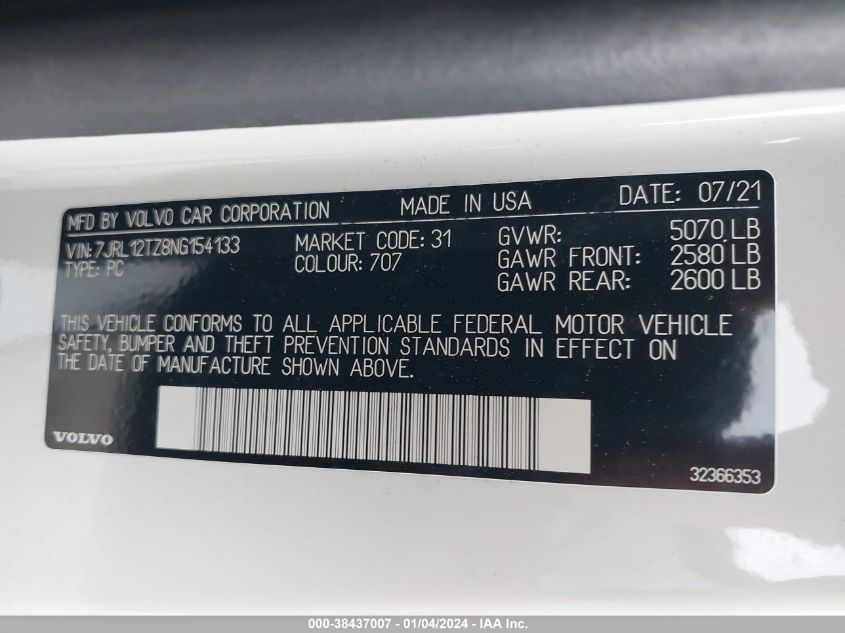 MFD BY VOLVO CAR CORPORATION MADE IN USA DATE: 07/21
VIN:7JRL12TZ8NG154133 MARKET CODE: 31 GVWR: 5070 LB
TYPE: PC COLOUR: 707 GAWR FRONT: 2580 LB
GAWR REAR: 2600 LB
THIS VEHICLE CONFORMS TO ALL APPLICABLE FEDERAL MOTOR VEHICLE
SAFETY, BUMPER AND THEFT PREVENTION STANDARDS IN EFFECT ON
THE DATE OF MANUFACTURE SHOWN ABOVE.
VOLVO
32366353
000-38437007 - 01/04/2024 - IAA Inc.